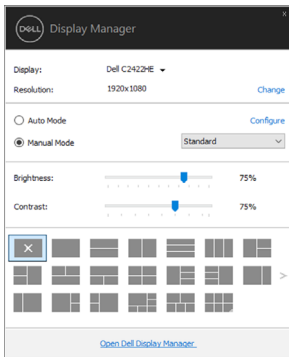 x
DELL Display Manager
Display: Dell C2422HE
Resolution: 1920x1080 Change
Auto Mode Configure
Manual Mode Standard
Brightness: 75%
Contrast: 75%
Open Dell Display Manager